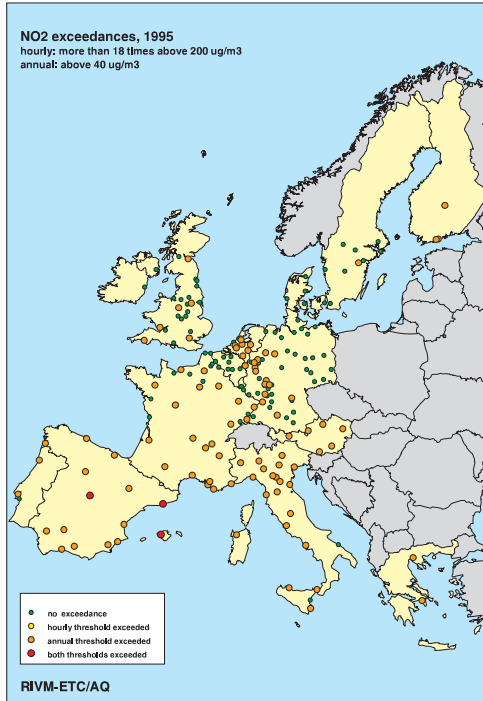 NO2 exceedances, 1995
hourly: more than 18 times above 200 ug/m3
annual: above 40 ug/m3
no exceedance
hourly threshold exceeded
annual threshold exceeded
both thresholds exceeded
RIVM-ETC/AQ